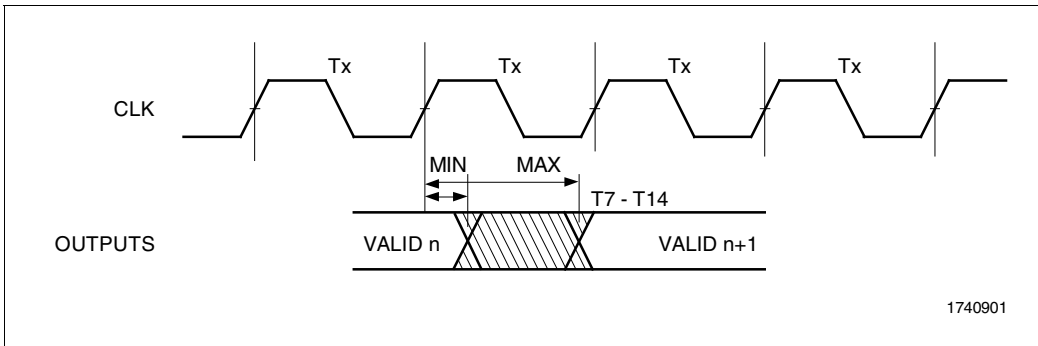 Tx Tx Tx Tx
CLK
MIN MAX
T7 - T14
OUTPUTS VALID n VALID n+1
1740901